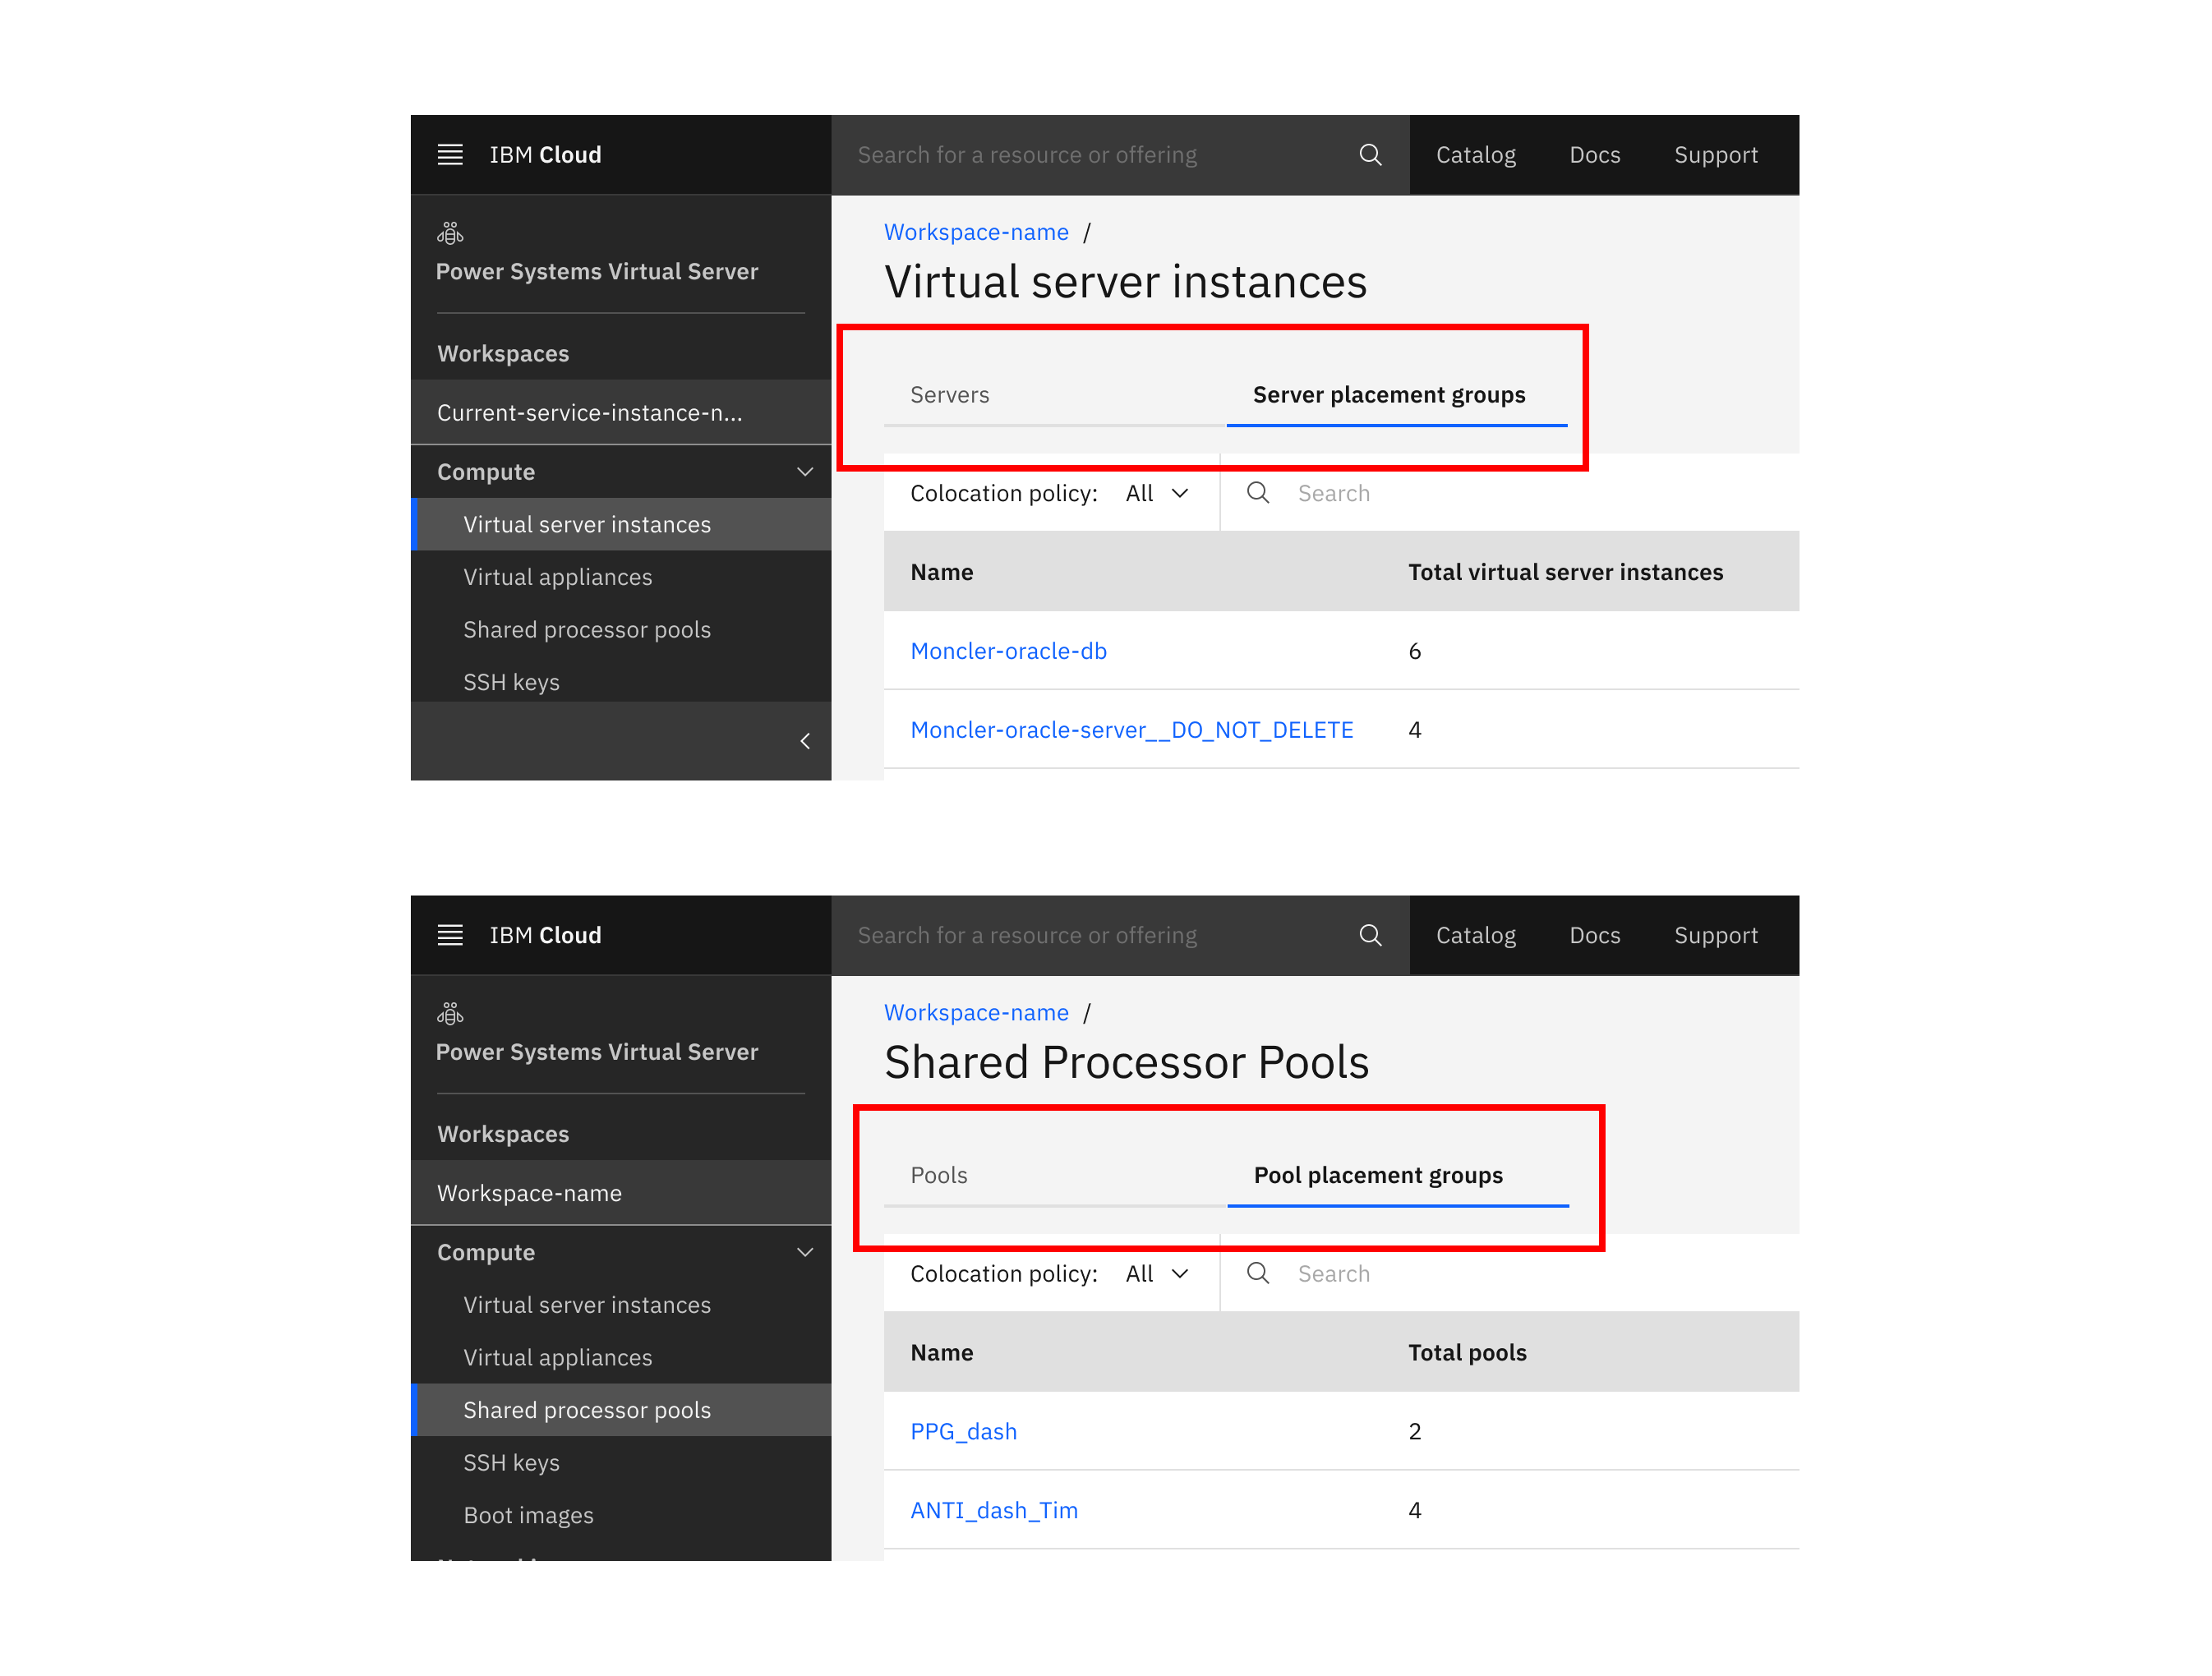 IBM Cloud
Search for a resource or offering
Catalog Docs Support
Power Systems Virtual Server
Workspaces
Current-service-instance-n...
Compute
Virtual server instances
Virtual appliances
Shared processor pools
SSH keys
Workspace-name /
Virtual server instances
Servers Server placement groups
Colocation policy: All Search
Name Total virtual server instances
Moncler-oracle-db 6
Moncler-oracle-server__DO_NOT_DELETE 4
IBM Cloud
Search for a resource or offering
Catalog Docs Support
Power Systems Virtual Server
Workspaces
Workspace-name
Compute
Virtual server instances
Virtual appliances
Shared processor pools
SSH keys
Boot images
Workspace-name /
Shared Processor Pools
Pools Pool placement groups
Colocation policy: All Search
Name Total pools
PPG_dash 2
ANTI_dash_Tim 4